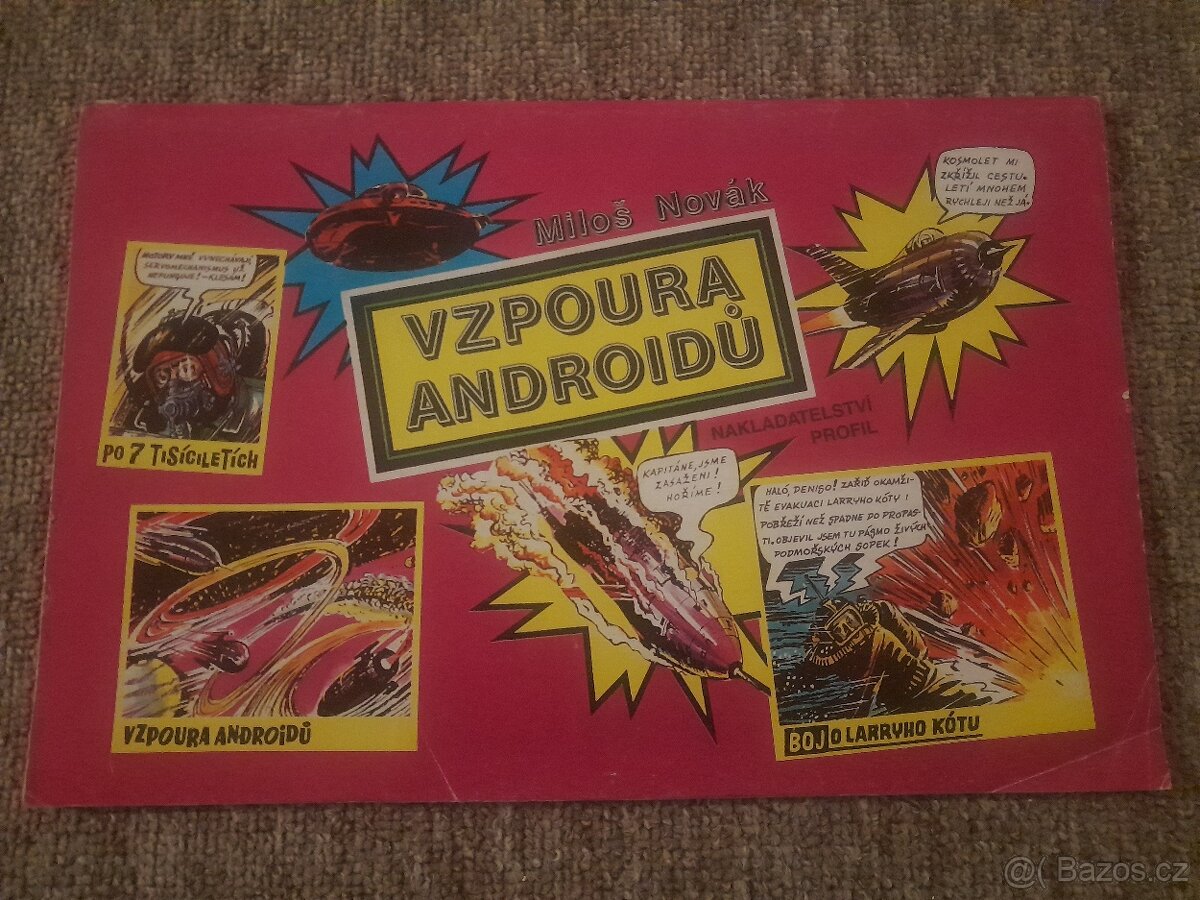 KOSMOLET MI
ZKŘÍŽIL CESTU.
LETÍ MNOHEM
RYCHLEJI NEŽ JÁ.
Miloš Novák
VZPOURA
ANDROIDŮ
NAKLADATELSTVÍ
PROFIL
MOTORY MNĚ VYNECHÁVAJÍ,
SERVOMECHANISMUS UŽ
NEFUNGUJE! - KLESÁM!
PO 7 TISÍCILETÍCH
KAPITÁNE, JSME
ZASAŽENI!
HOŘÍME!
HALÓ, DENISO! ZAŘIĎ OKAMŽI-
TĚ EVAKUACI LARRYHO KÓTY I
POBŘEŽÍ NEŽ SPADNE DO PROPAS-
TI. OBJEVIL JSEM TU PÁSMO ŽIVÝCH
PODMOŘSKÝCH SOPEK!
VZPOURA ANDROIDŮ
BOJ O LARRYHO KÓTU
@( Bazos.cz